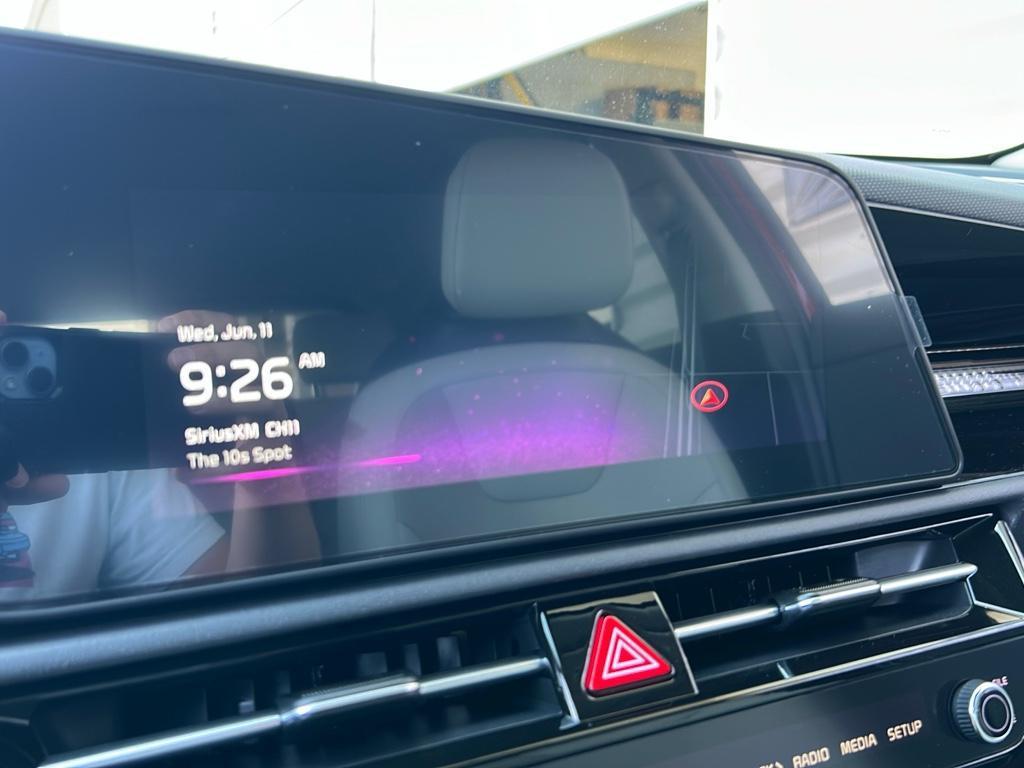 Wed, Jun, 11
9:26 AM
SiriusXM CH11
The 10s Spot
RADIO MEDIA SETUP